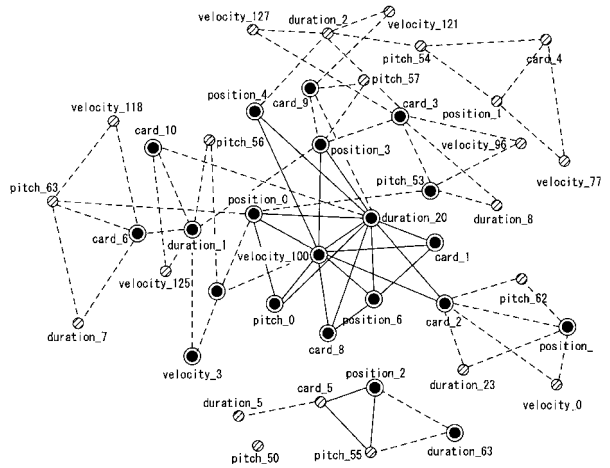 velocity_127
duration_2
velocity_121
pitch_54
card_4
pitch_57
position_4
card_9
card_3
position_1
velocity_118
card_10
pitch_56
position_3
velocity_96
velocity_77
pitch_63
position_0
pitch_53
duration_20
duration_8
card_6
duration_1
velocity_100
card_1
velocity_125
pitch_62
pitch_0
position_6
card_2
duration_7
card_8
position_
velocity_3
duration_23
velocity_0
position_2
card_5
duration_5
pitch_50
pitch_55
duration_63